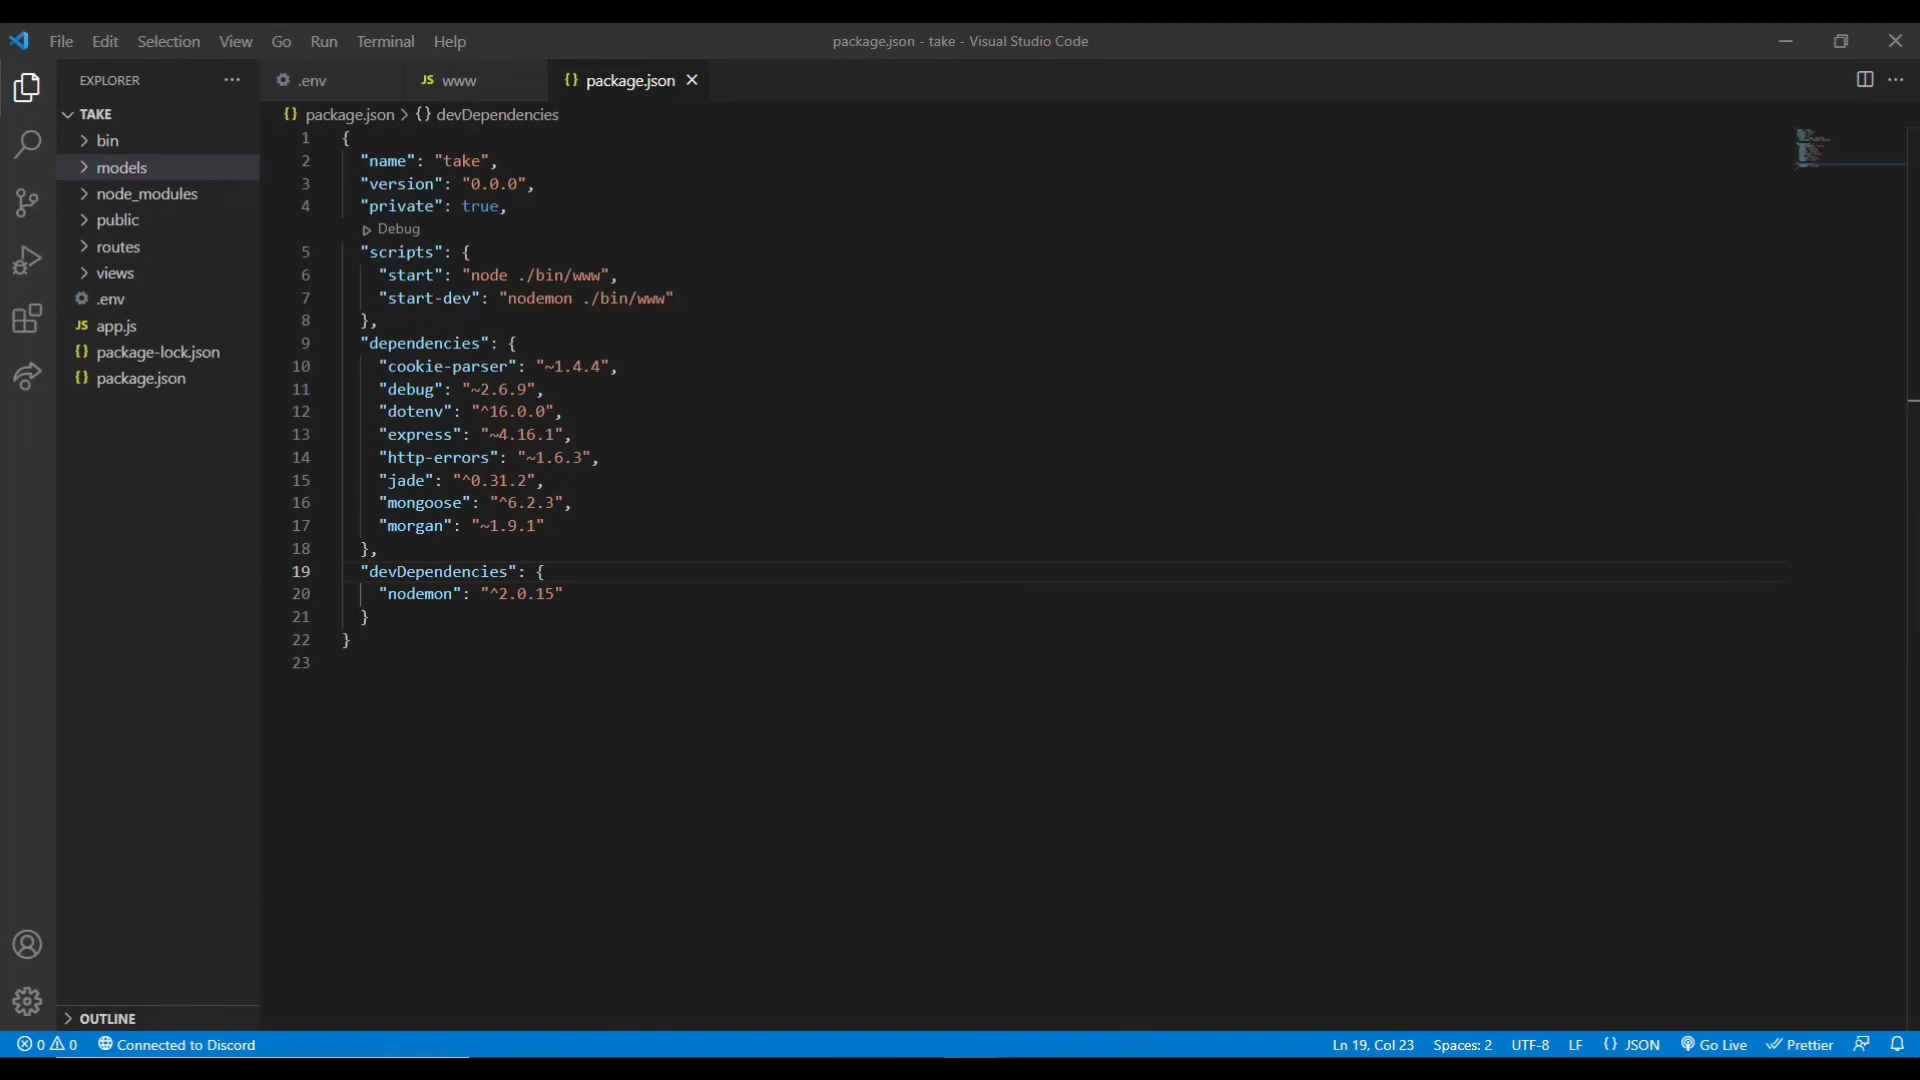 File Edit Selection View Go Run Terminal Help
package.json - take - Visual Studio Code
EXPLORER
.env
JS www
{} package.json
{} package.json > {} devDependencies
TAKE
bin
models
node_modules
public
routes
views
.env
JS app.js
{} package-lock.json
{} package.json
OUTLINE
1 {
2 "name": "take",
3 "version": "0.0.0",
4 "private": true,
Debug
5 "scripts": {
6 "start": "node ./bin/www",
7 "start-dev": "nodemon ./bin/www"
8 },
9 "dependencies": {
10 "cookie-parser": "~1.4.4",
11 "debug": "~2.6.9",
12 "dotenv": "^16.0.0",
13 "express": "~4.16.1",
14 "http-errors": "~1.6.3",
15 "jade": "^0.31.2",
16 "mongoose": "^6.2.3",
17 "morgan": "~1.9.1"
18 },
19 "devDependencies": {
20 "nodemon": "^2.0.15"
21 }
22 }
23
0 0 Connected to Discord
Ln 19, Col 23 Spaces: 2 UTF-8 LF {} JSON Go Live Prettier